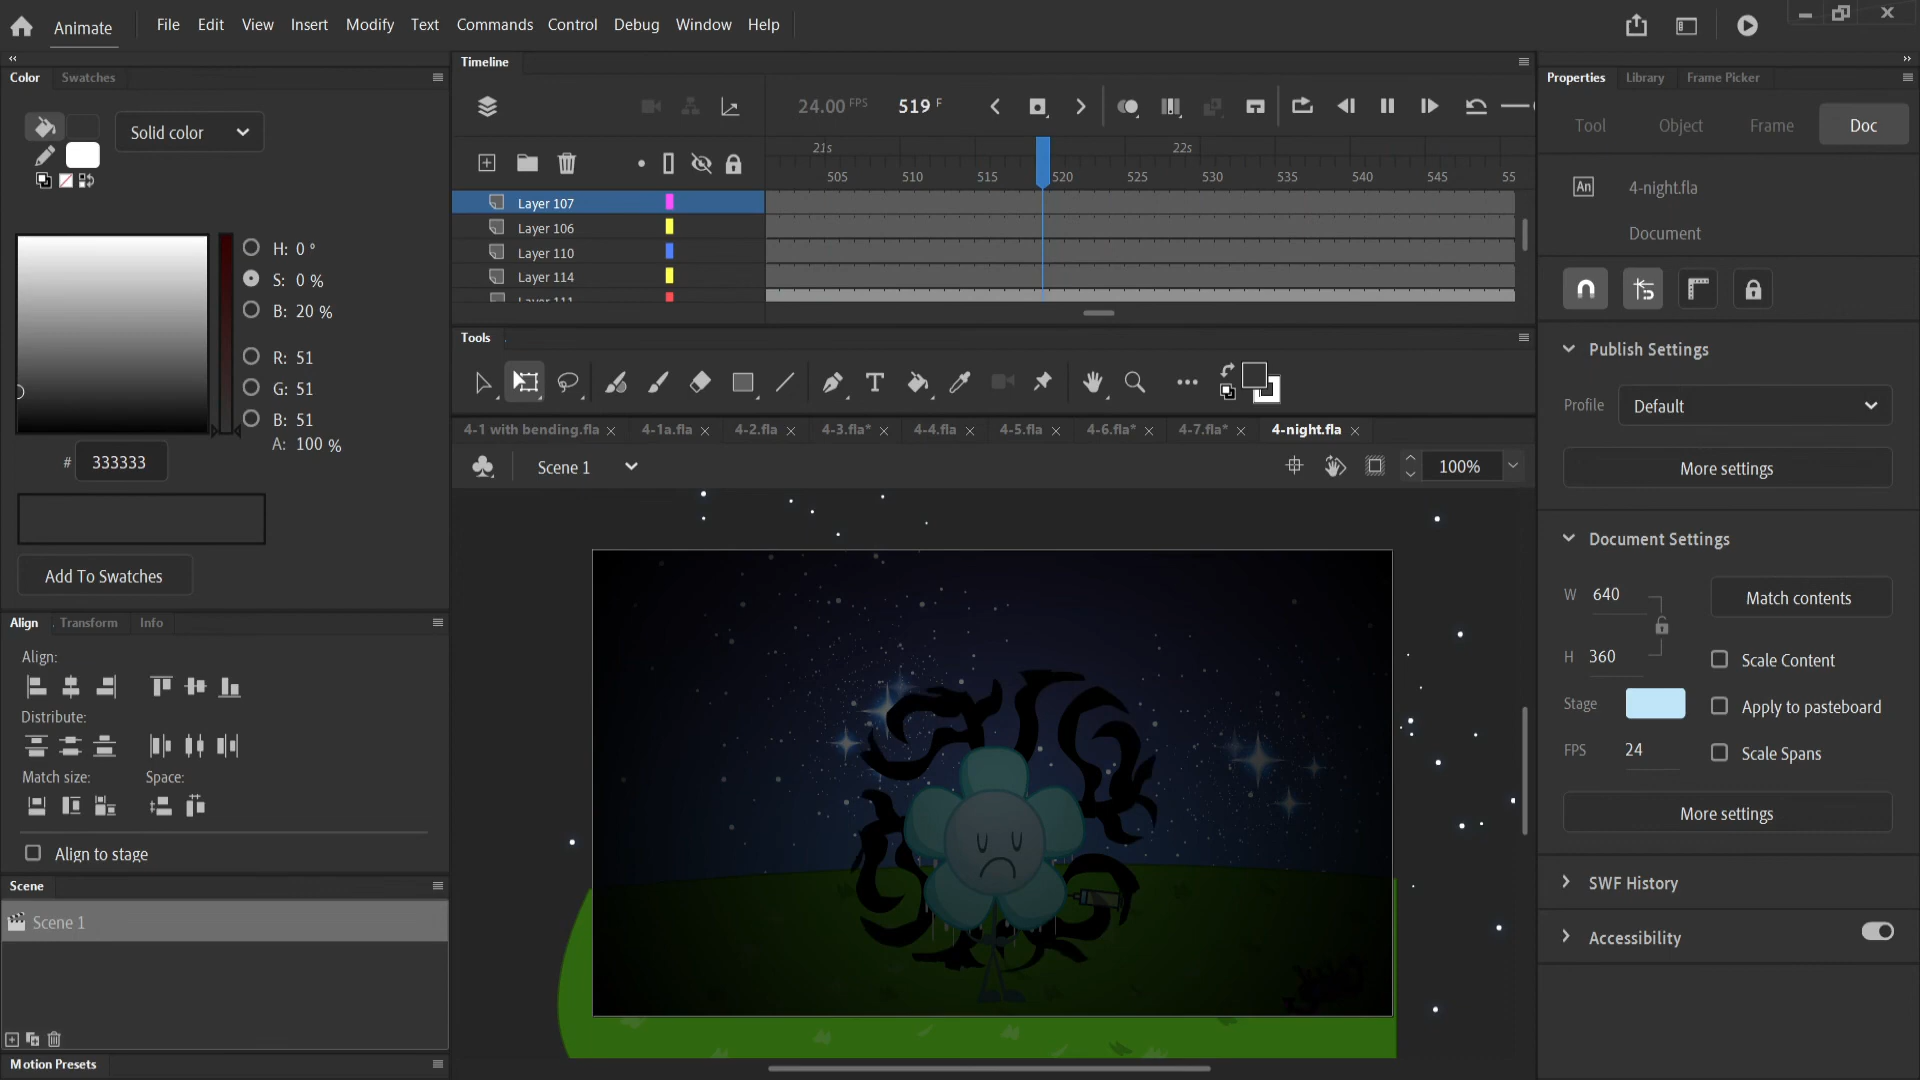 Animate File Edit View Insert Modify Text Commands Control Debug Window Help
Color Swatches
Timeline
Properties Library Frame Picker
Solid color
24.00 FPS 519 F
Tool Object Frame Doc
21s 22s
505 510 515 520 525 530 535 540 545 55
Layer 107
Layer 106
Layer 110
Layer 114
Layer 111
4-night.fla
Document
H: 0 °
S: 0 %
B: 20 %
R: 51
G: 51
B: 51
A: 100 %
# 333333
Add To Swatches
Tools
4-1 with bending.fla 4-1a.fla 4-2.fla 4-3.fla* 4-4.fla 4-5.fla 4-6.fla* 4-7.fla* 4-night.fla
Scene 1 100%
Publish Settings
Profile Default
More settings
Document Settings
W 640 Match contents
H 360 Scale Content
Stage Apply to pasteboard
FPS 24 Scale Spans
More settings
SWF History
Accessibility
Align Transform Info
Align:
Distribute:
Match size: Space:
Align to stage
Scene
Scene 1
Motion Presets